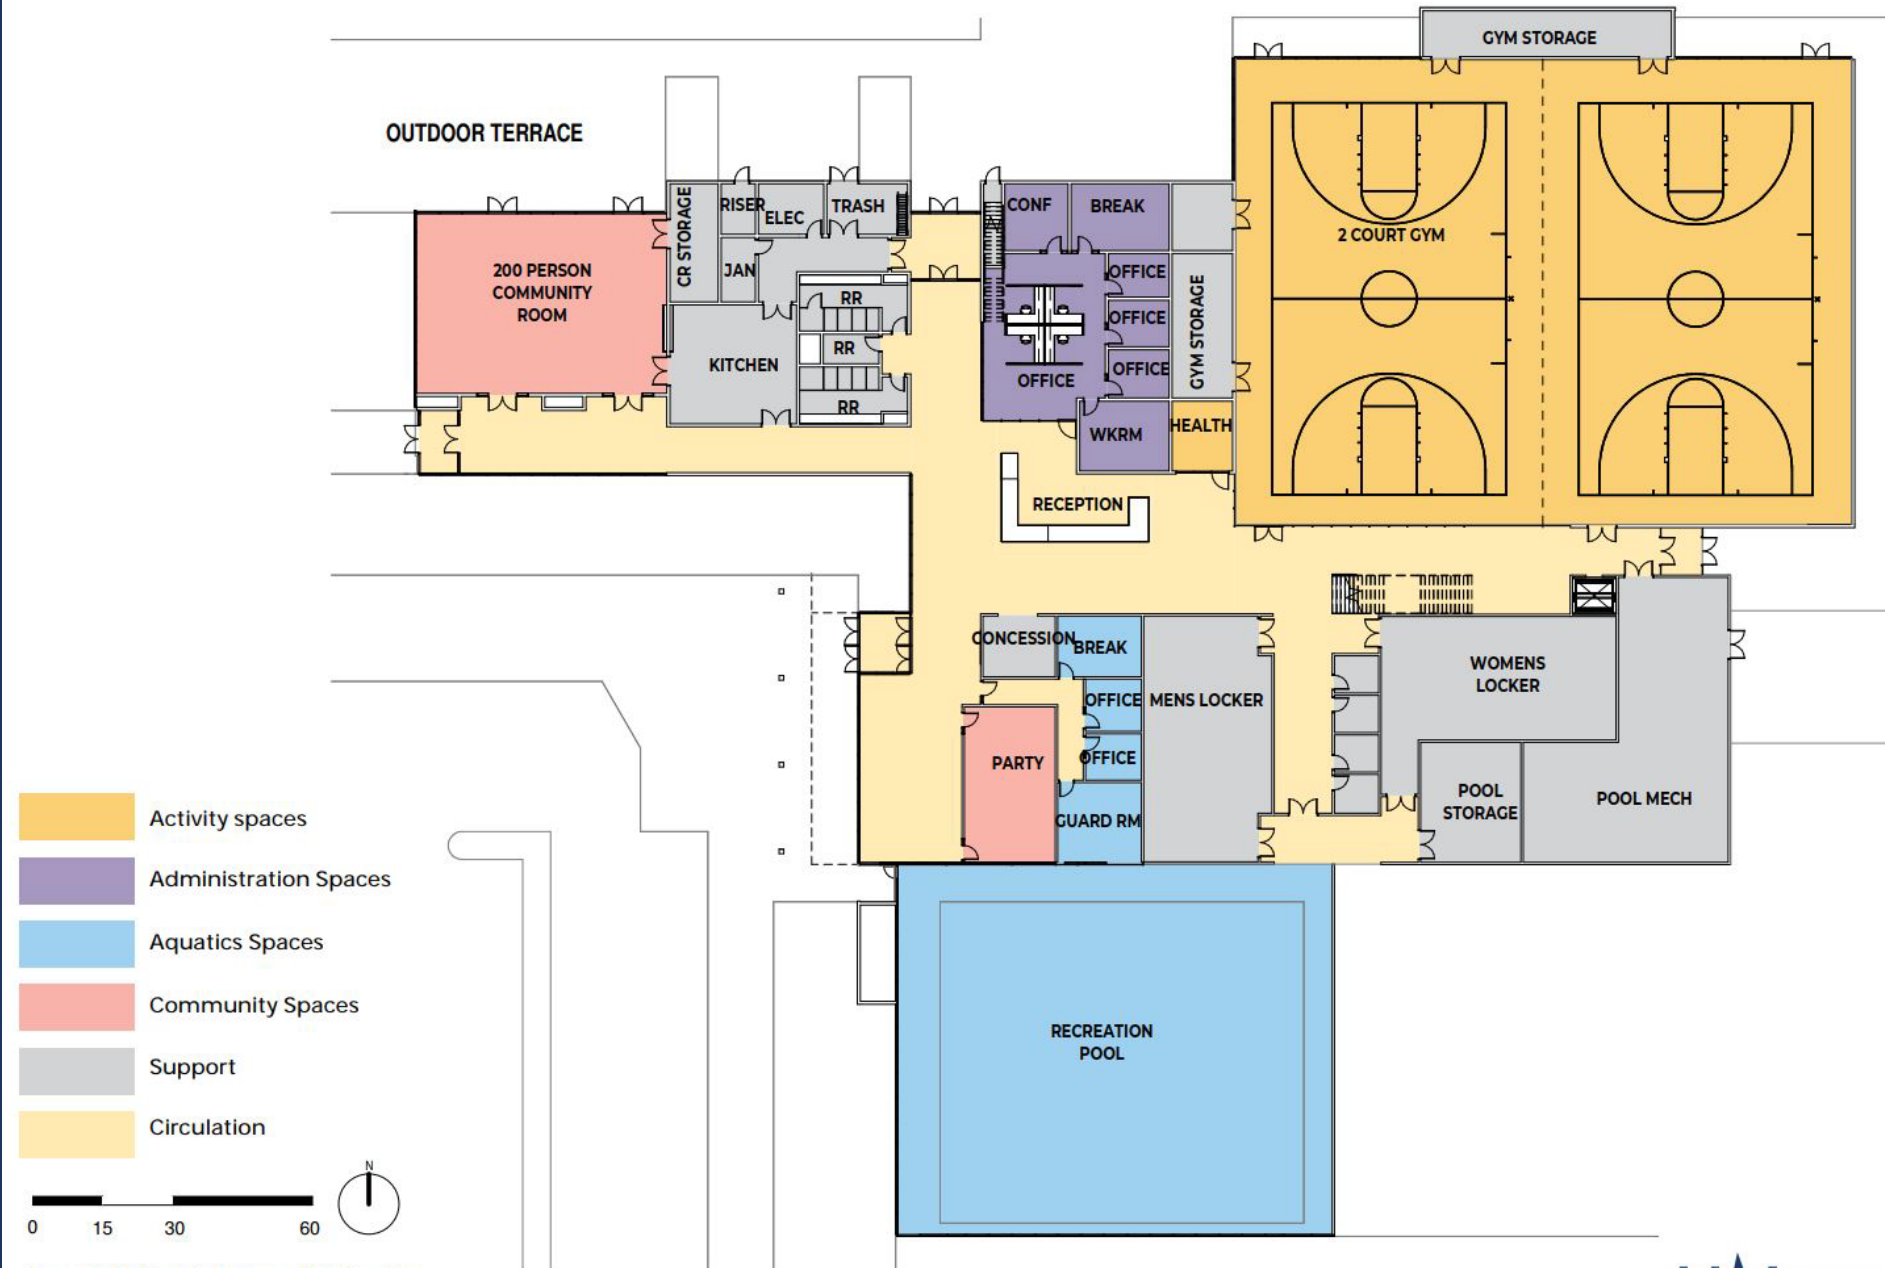 GYM STORAGE
OUTDOOR TERRACE
CR STORAGE
RISER
ELEC
TRASH
CONF
BREAK
2 COURT GYM
200 PERSON
COMMUNITY
ROOM
JAN
RR
OFFICE
OFFICE
GYM STORAGE
RR
KITCHEN
OFFICE
OFFICE
RR
WKRM
HEALTH
RECEPTION
CONCESSION
BREAK
WOMENS
LOCKER
OFFICE
MENS LOCKER
PARTY
OFFICE
POOL
STORAGE
POOL MECH
GUARD RM
RECREATION
POOL
Activity spaces
Administration Spaces
Aquatics Spaces
Community Spaces
Support
Circulation
N
0 15 30 60